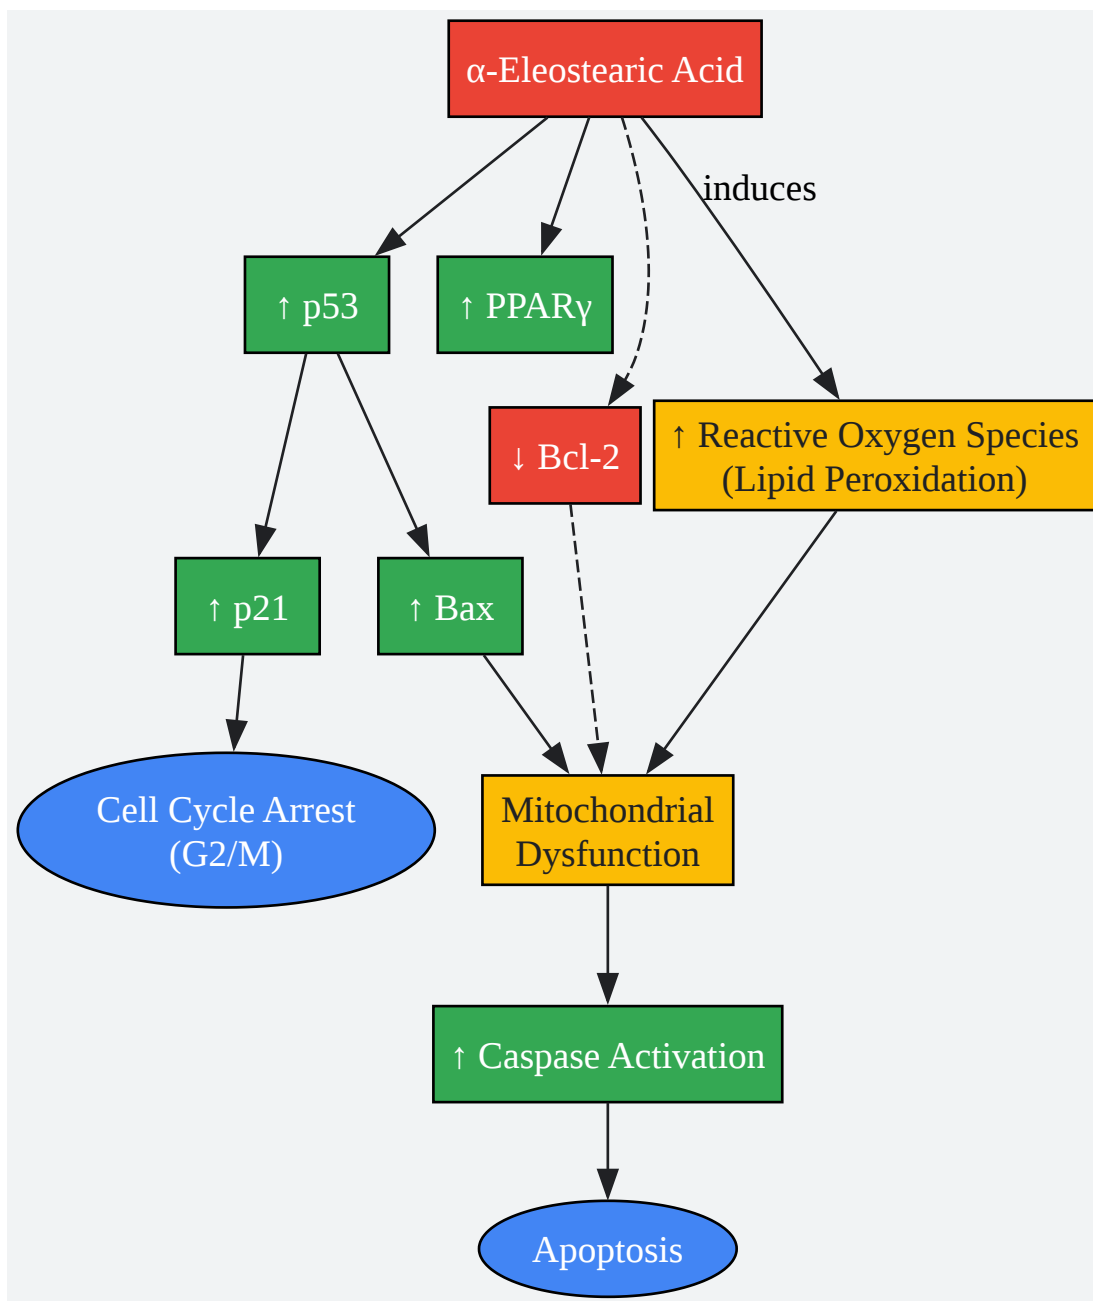 α-Eleostearic Acid
induces
↑ p53
↑ PPARγ
↓ Bcl-2
↑ Reactive Oxygen Species
(Lipid Peroxidation)
↑ p21
↑ Bax
Cell Cycle Arrest
(G2/M)
Mitochondrial
Dysfunction
↑ Caspase Activation
Apoptosis